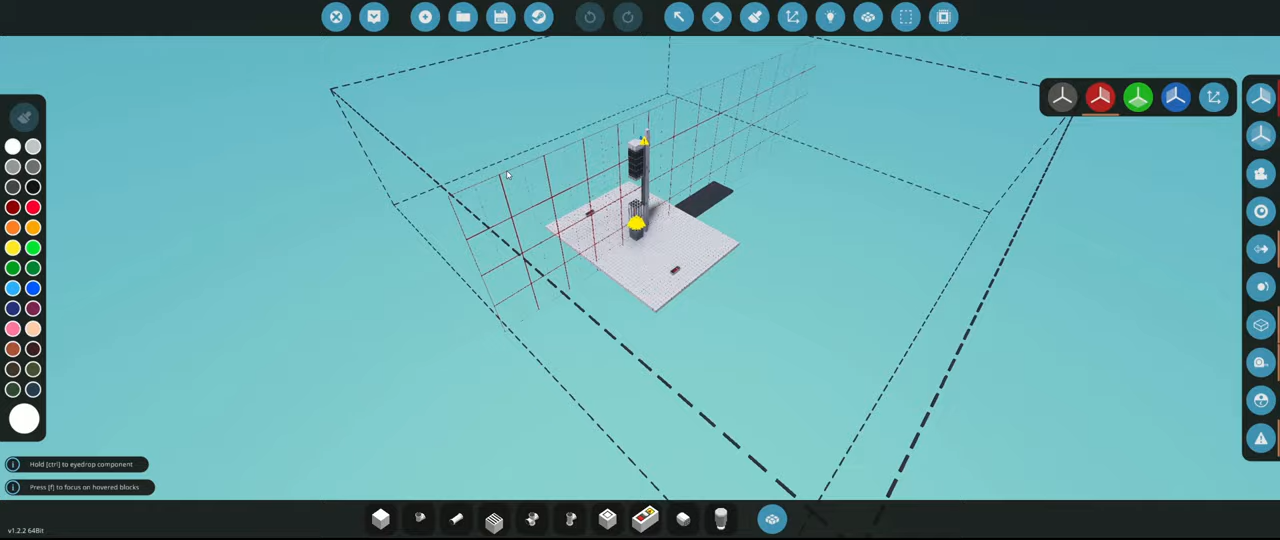 Hold [ctrl] to eyedrop component
Press [f] to focus on hovered blocks
v1.2.2 64Bit